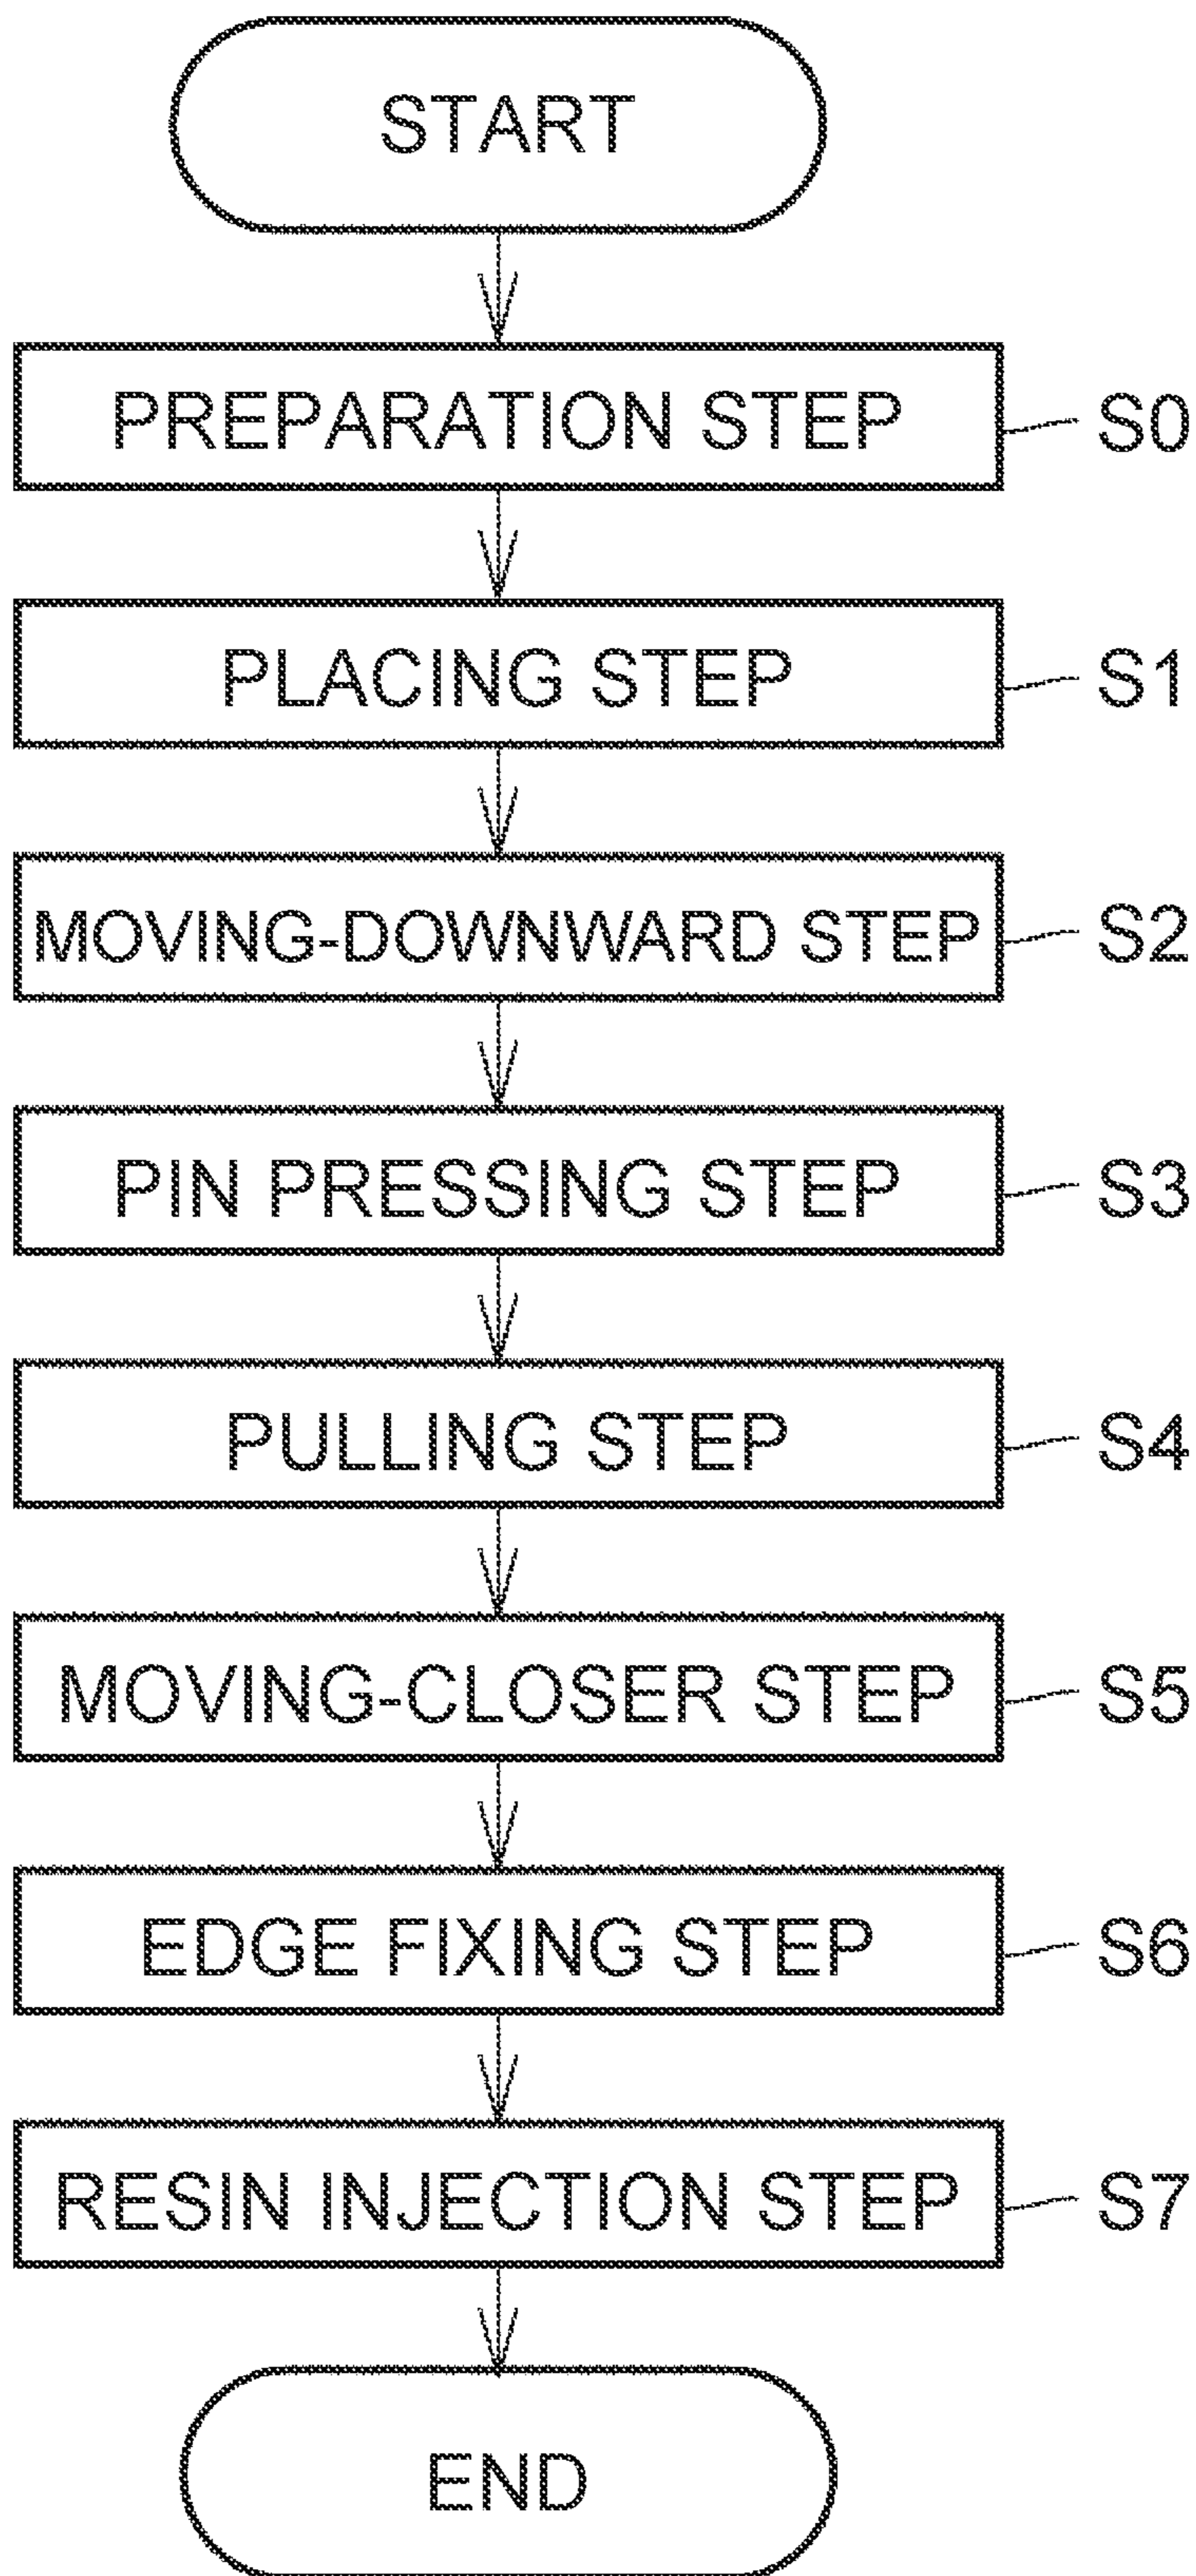 START
PREPARATION STEP S0
PLACING STEP S1
MOVING-DOWNWARD STEP S2
PIN PRESSING STEP S3
PULLING STEP S4
MOVING-CLOSER STEP S5
EDGE FIXING STEP S6
RESIN INJECTION STEP S7
END